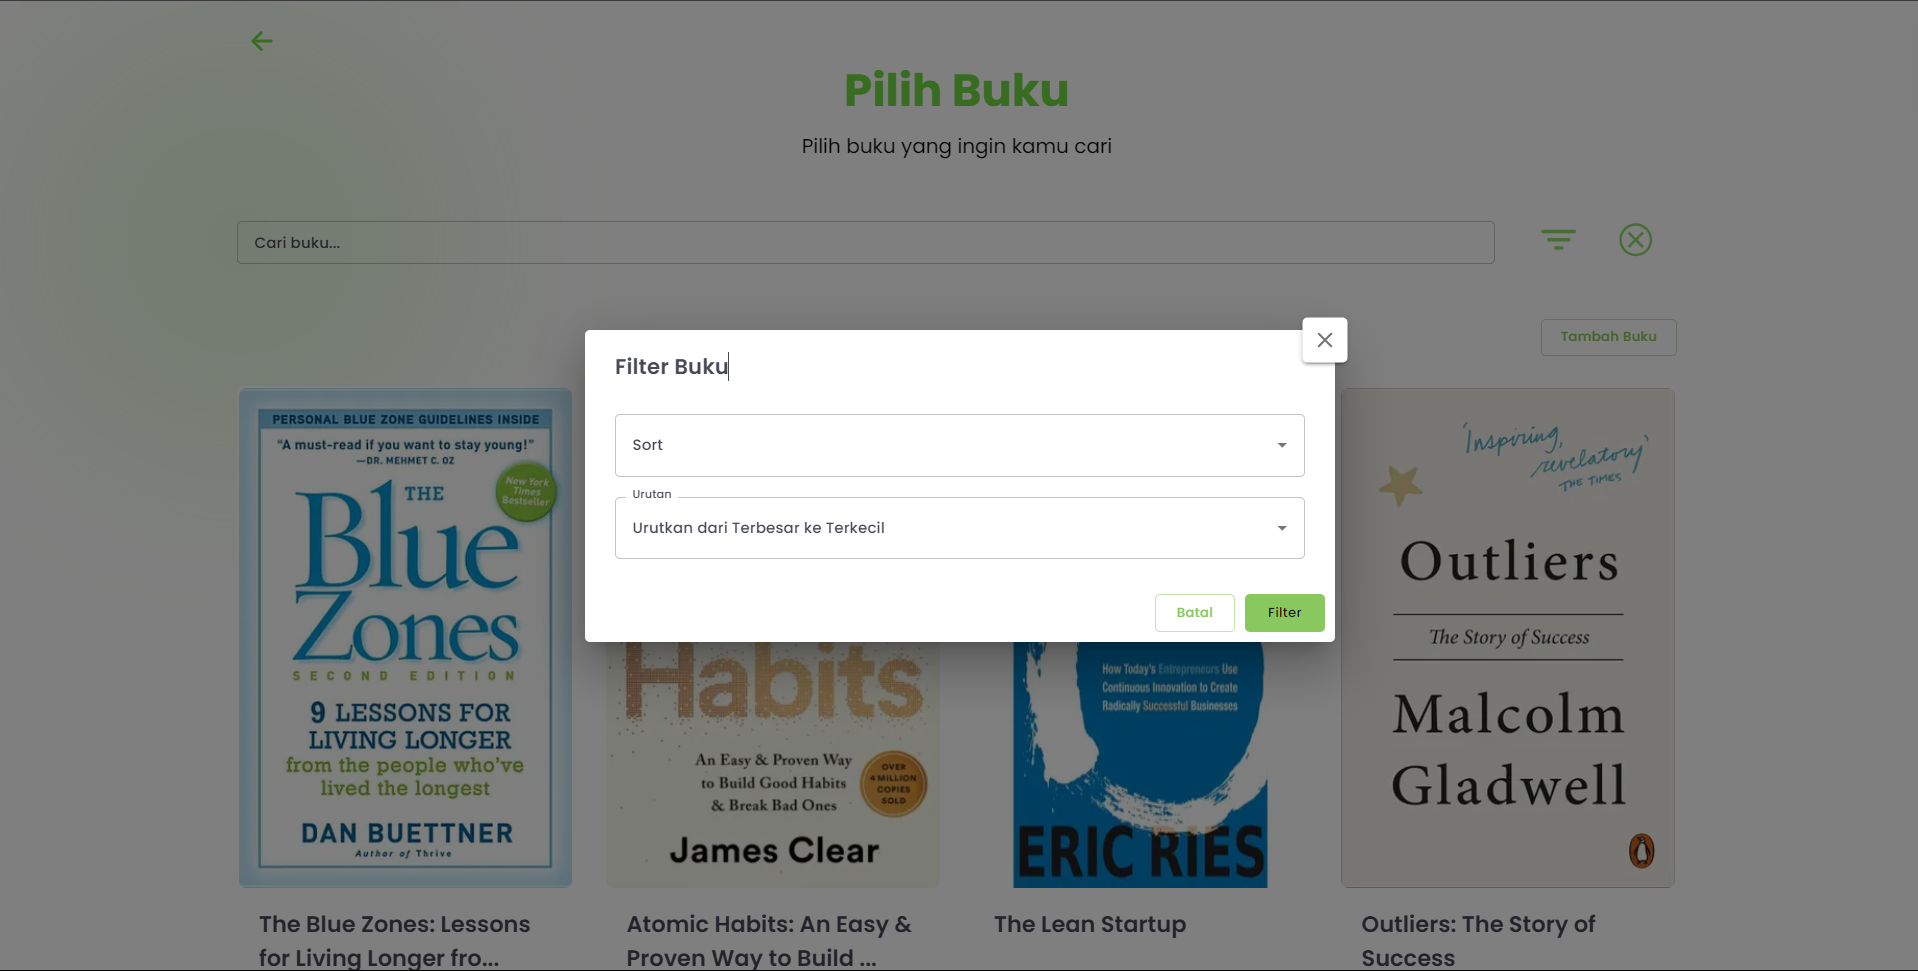 Pilih Buku
Pilih buku yang ingin kamu cari
Cari buku...
Tambah Buku
Filter Buku
Sort
Urutan
Urutkan dari Terbesar ke Terkecil
Batal
Filter
PERSONAL BLUE ZONE GUIDELINES INSIDE
"A must-read if you want to stay young!"
—DR. MEHMET C. OZ
New York
Times
Bestseller
THE
Blue
Zones
SECOND EDITION
9 LESSONS FOR
LIVING LONGER
from the people who've
lived the longest
DAN BUETTNER
Author of Thrive
Habits
An Easy & Proven Way
to Build Good Habits
& Break Bad Ones
OVER
4 MILLION
COPIES
SOLD
James Clear
How Today's Entrepreneurs Use
Continuous Innovation to Create
Radically Successful Businesses
ERIC RIES
'Inspiring,
revelatory'
THE TIMES
Outliers
The Story of Success
Malcolm
Gladwell
The Blue Zones: Lessons
for Living Longer fro...
Atomic Habits: An Easy &
Proven Way to Build ...
The Lean Startup
Outliers: The Story of
Success